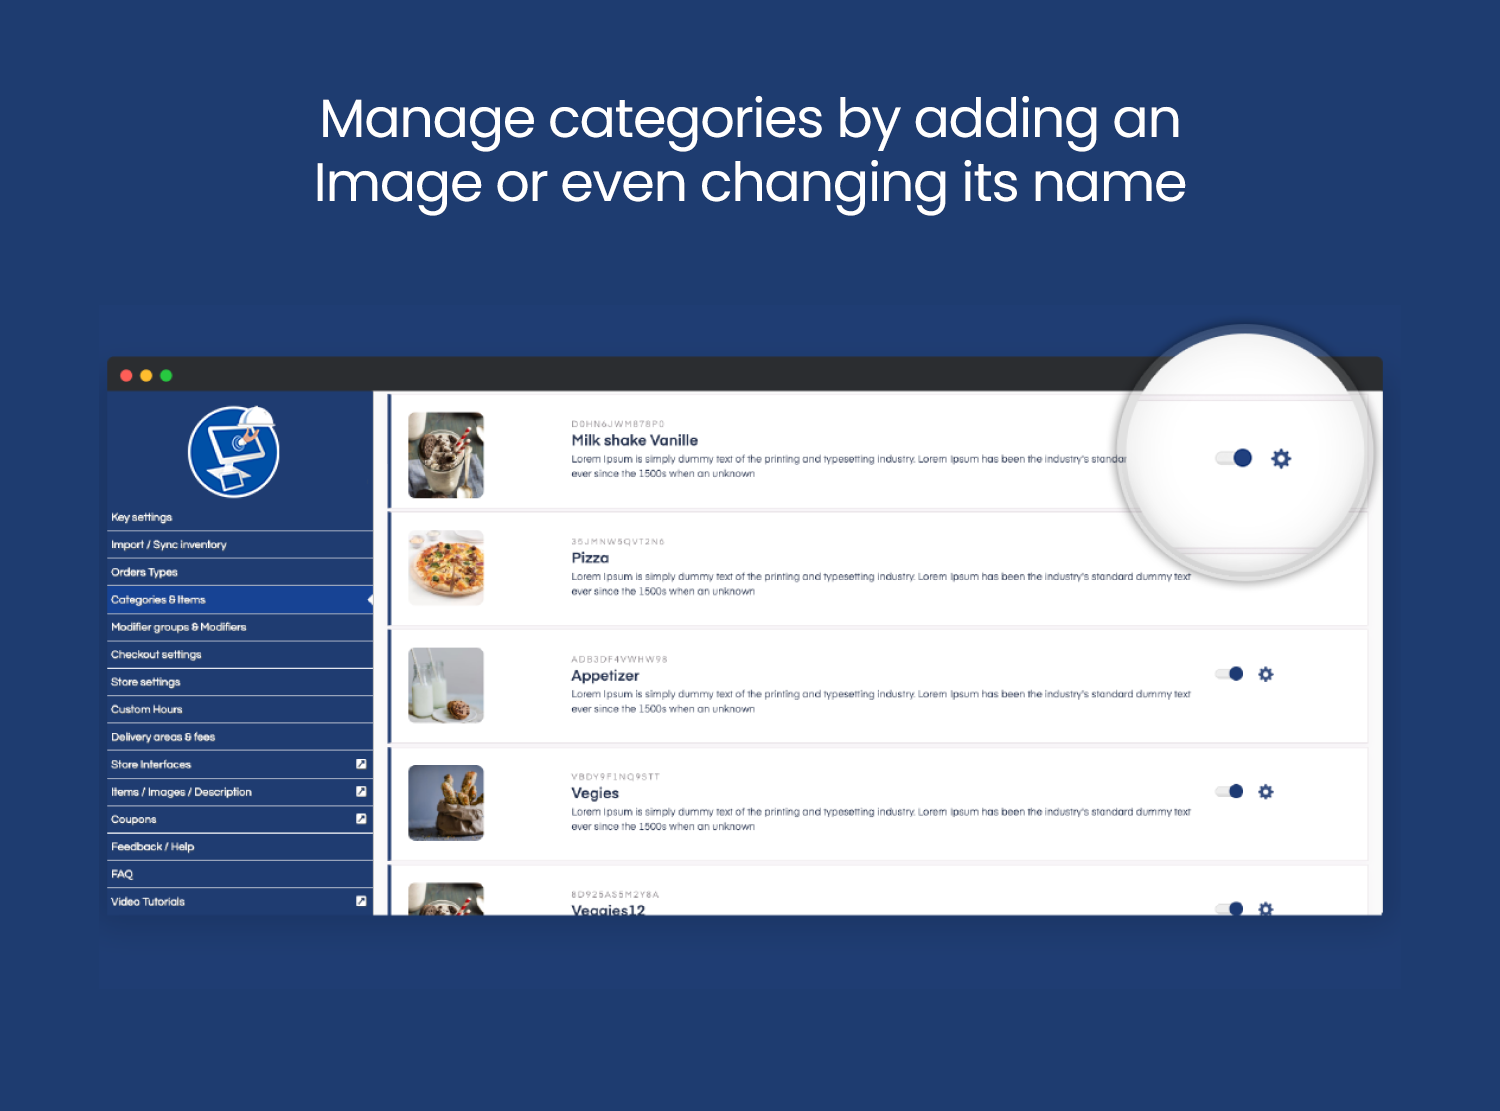 Manage categories by adding an
Image or even changing its name
Key settings
Import / Sync inventory
Orders Types
Categories & Items
Modifier groups & Modifiers
Checkout settings
Store settings
Custom Hours
Delivery areas & fees
Store Interfaces
Items / Images / Description
Coupons
Feedback / Help
FAQ
Video Tutorials
D0HN6JWM878P0
Milk shake Vanille
Lorem Ipsum is simply dummy text of the printing and typesetting industry. Lorem Ipsum has been the industry's standar
ever since the 1500s when an unknown
35JMNW5QVT2N6
Pizza
Lorem Ipsum is simply dummy text of the printing and typesetting industry. Lorem Ipsum has been the industry's standard dummy text
ever since the 1500s when an unknown
ADB3DF4VWHW98
Appetizer
Lorem Ipsum is simply dummy text of the printing and typesetting industry. Lorem Ipsum has been the industry's standard dummy text
ever since the 1500s when an unknown
VBDY9F1NQ9STT
Vegies
Lorem Ipsum is simply dummy text of the printing and typesetting industry. Lorem Ipsum has been the industry's standard dummy text
ever since the 1500s when an unknown
8D925AS5M2Y8A
Veggies12